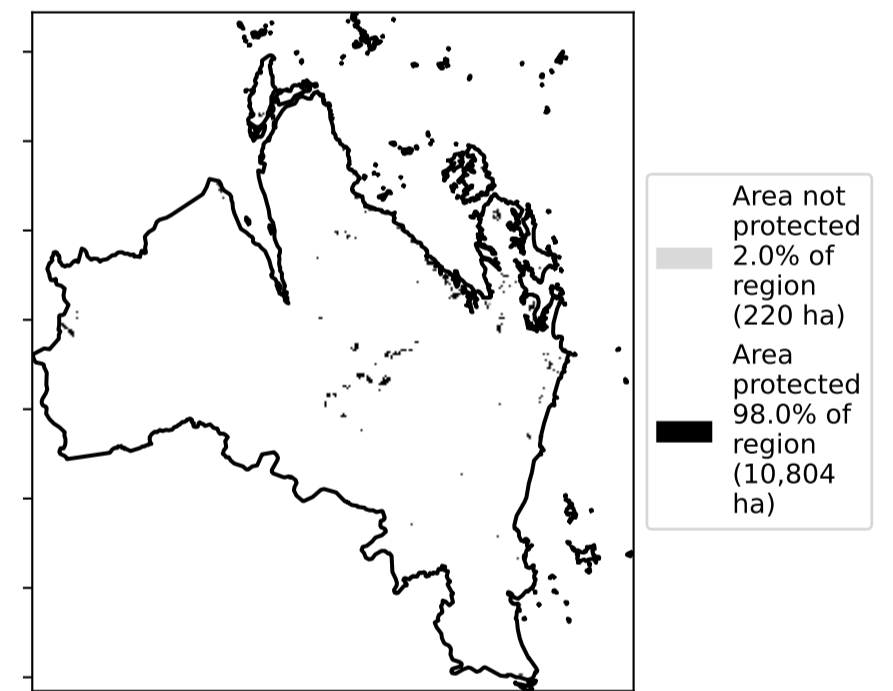 Area not
protected
2.0% of
region
(220 ha)
Area
protected
98.0% of
region
(10,804
ha)